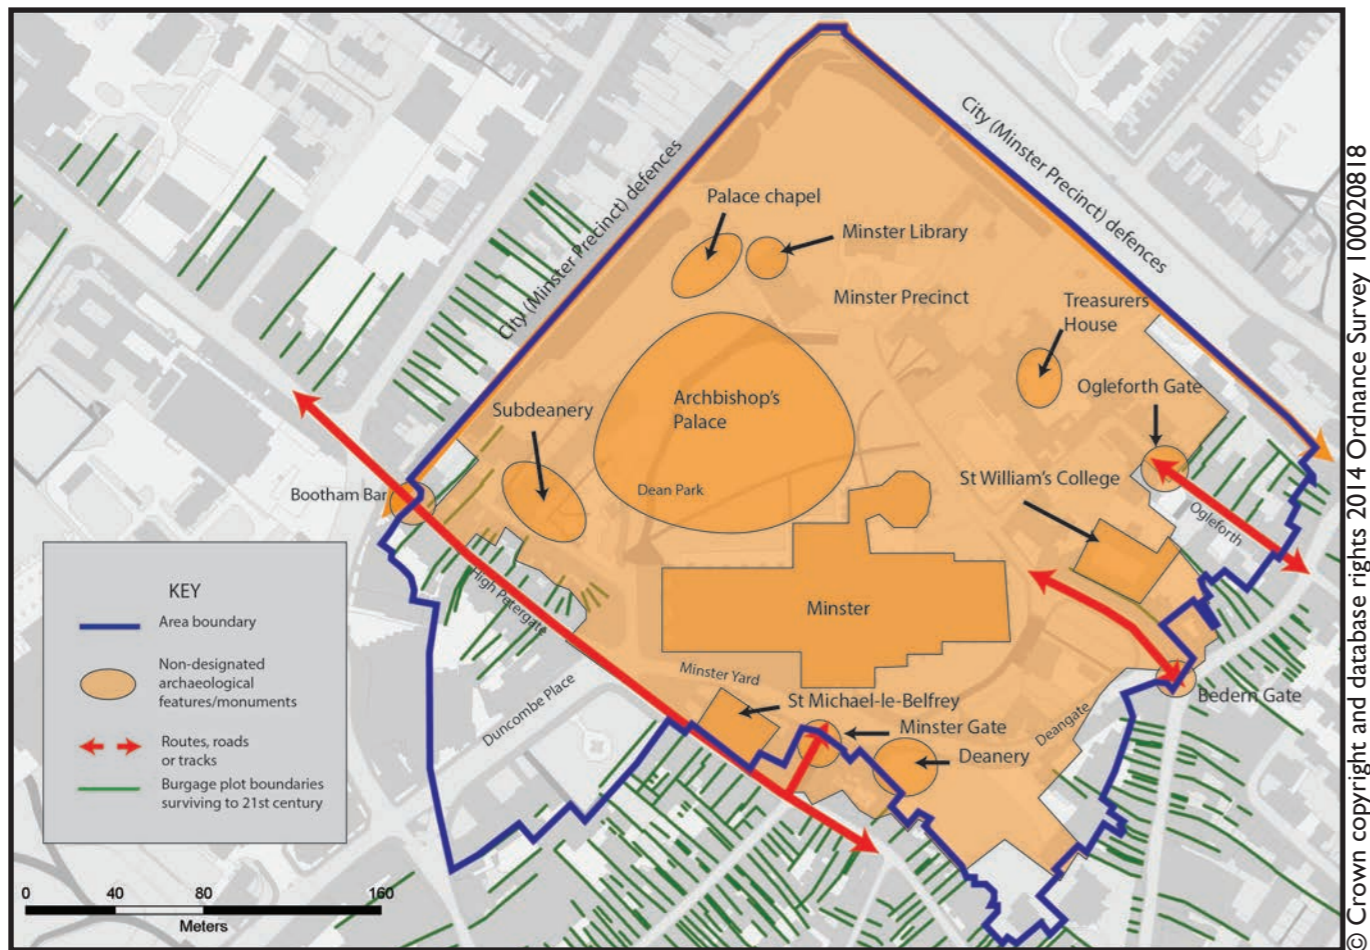 City (Minster Precinct) defences
City (Minster Precinct) defences
Palace chapel
Minster Library
Minster Precinct
Treasurers
House
Ogleforth Gate
Archbishop's
Palace
Subdeanery
Dean Park
Bootham Bar
St William's College
Ogleforth
High Petergate
Minster
Minster Yard
Duncombe Place
St Michael-le-Belfrey
Minster Gate
Deanery
Deangate
Bedern Gate
KEY
Area boundary
Non-designated
archaeological
features/monuments
Routes, roads
or tracks
Burgage plot boundaries
surviving to 21st century
0 40 80 160
Meters
© Crown copyright and database rights 2014 Ordnance Survey 100020818